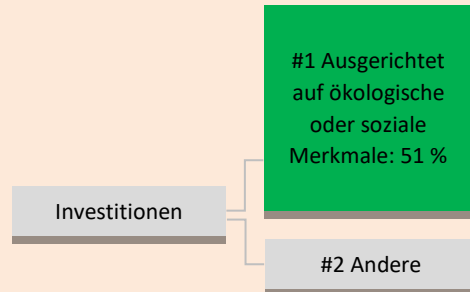 #1 Ausgerichtet
auf ökologische
oder soziale
Merkmale: 51 %
Investitionen
#2 Andere